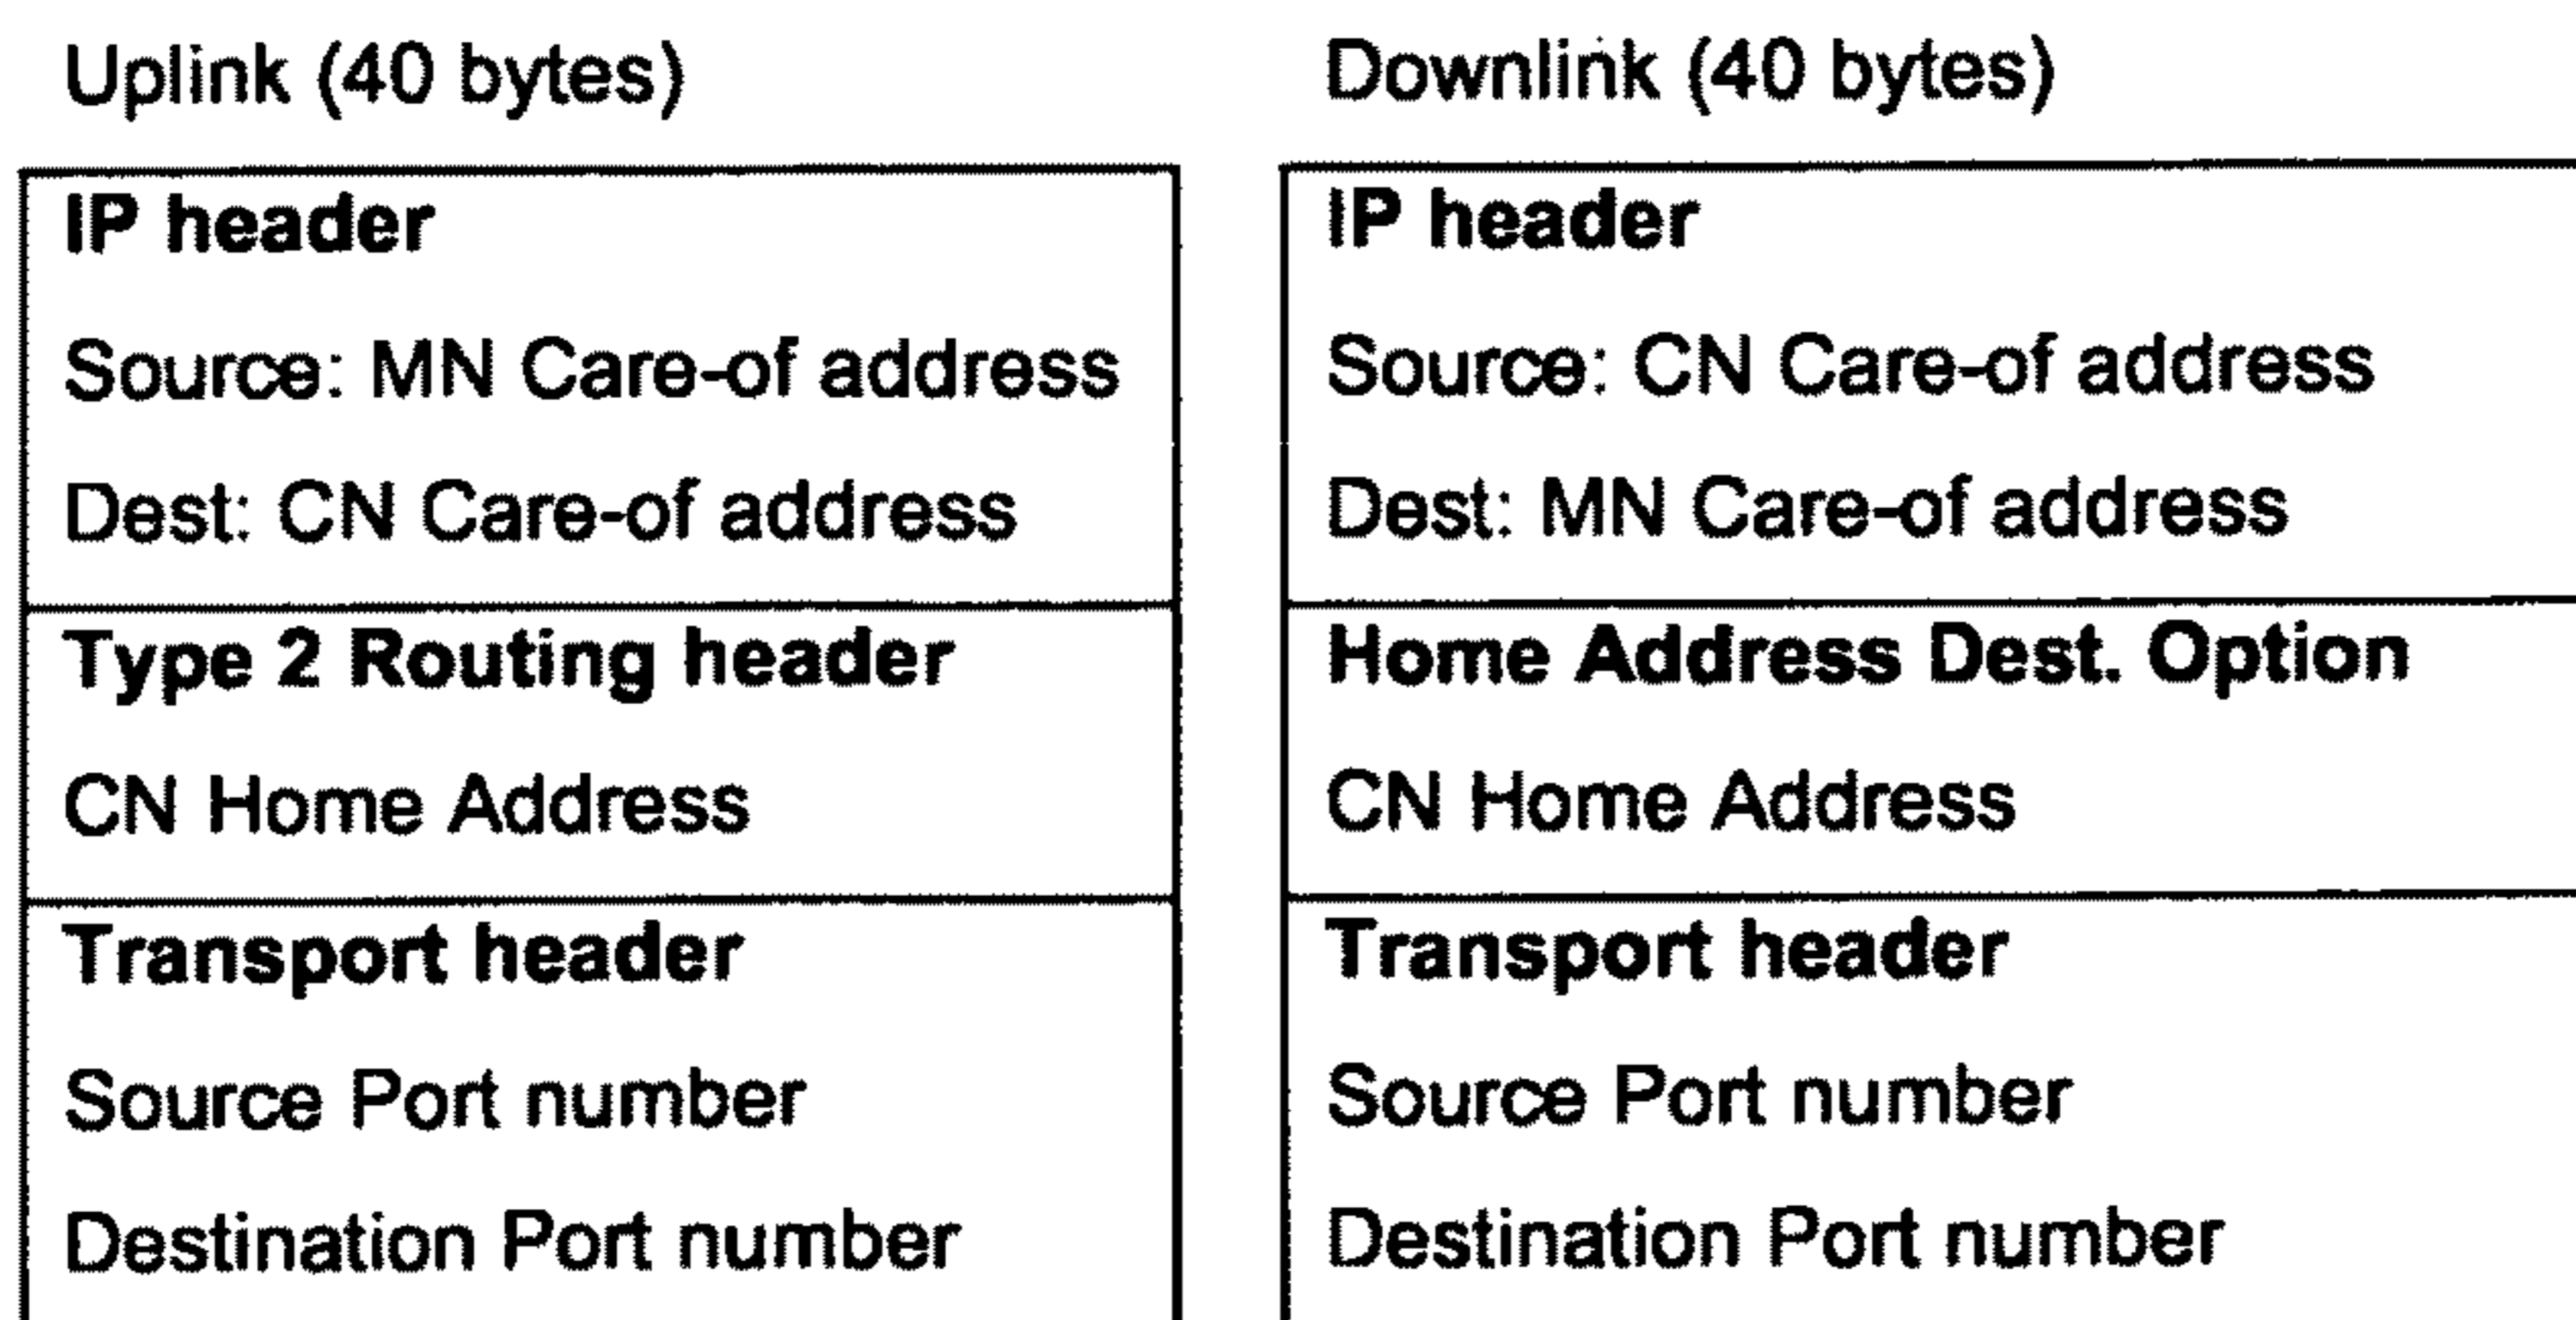 Uplink (40 bytes)
IP header
Source: MN Care-of address
Dest: CN Care-of address
Type 2 Routing header
CN Home Address
Transport header
Source Port number
Destination Port number
Downlink (40 bytes)
IP header
Source: CN Care-of address
Dest: MN Care-of address
Home Address Dest. Option
CN Home Address
Transport header
Source Port number
Destination Port number